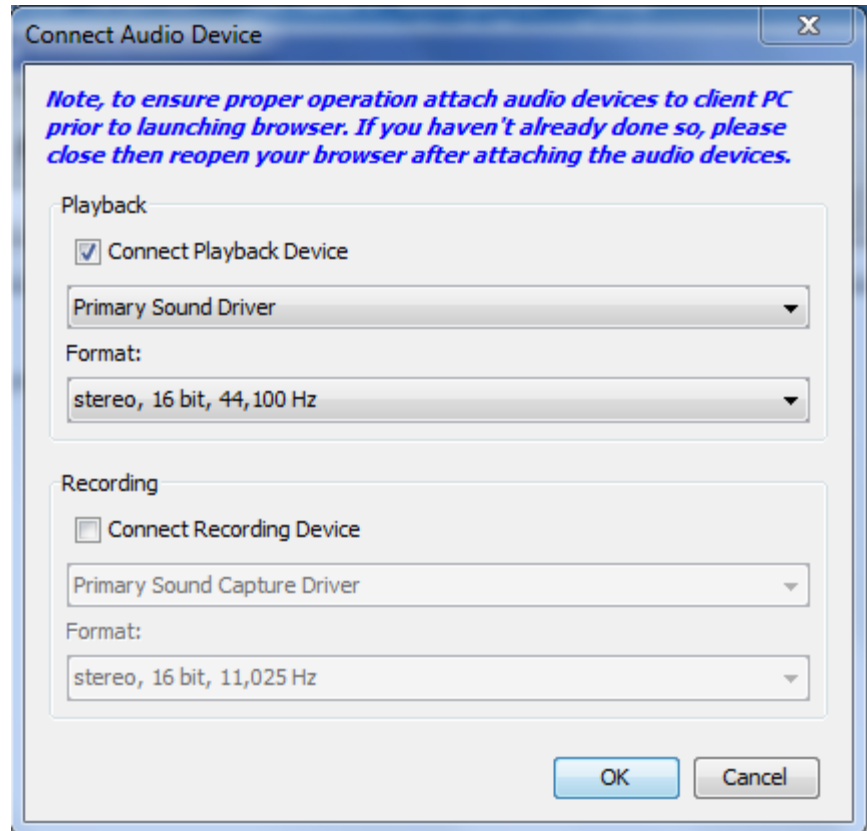 Connect Audio Device
Note, to ensure proper operation attach audio devices to client PC
prior to launching browser. If you haven't already done so, please
close then reopen your browser after attaching the audio devices.
Playback
Connect Playback Device
Primary Sound Driver
Format:
stereo, 16 bit, 44,100 Hz
Recording
Connect Recording Device
Primary Sound Capture Driver
Format:
stereo, 16 bit, 11,025 Hz
OK Cancel